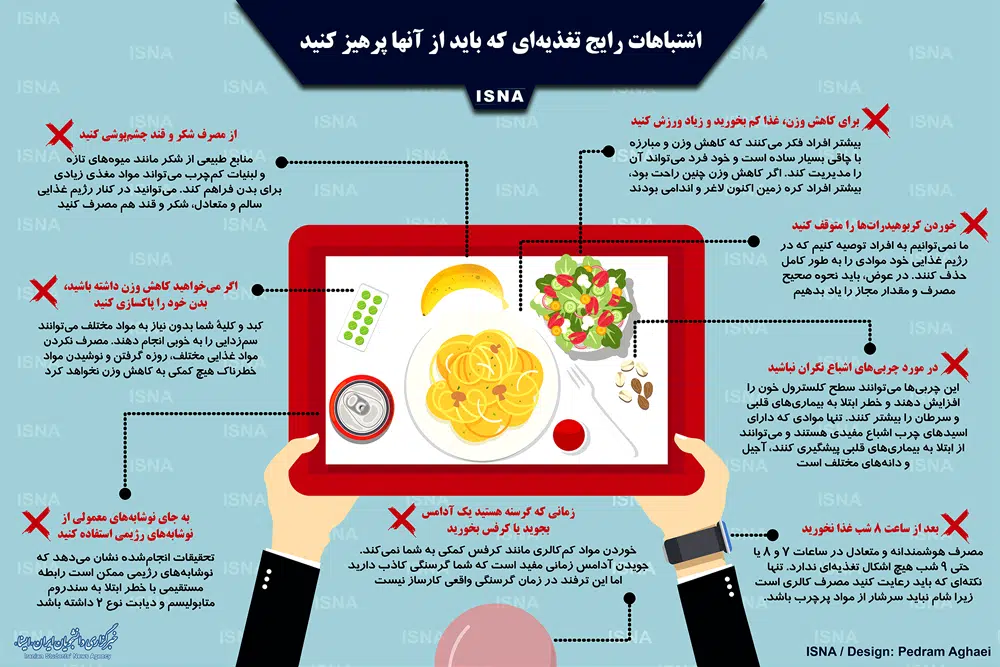 اشتباهات رایج تغذیه‌ای که باید از آنها پرهیز کنید
ISNA
برای کاهش وزن، غذا کم بخورید و زیاد ورزش کنید
بیشتر افراد فکر می‌کنند که کاهش وزن و مبارزه
با چاقی بسیار ساده است و خود فرد می‌تواند آن
را مدیریت کند. اگر کاهش وزن چنین راحت بود،
بیشتر افراد کره زمین اکنون لاغر و اندامی بودند
خوردن کربوهیدرات‌ها را متوقف کنید
ما نمی‌توانیم به افراد توصیه کنیم که در
رژیم غذایی خود موادی را به طور کامل
حذف کنند. در عوض، باید نحوه صحیح
مصرف و مقدار مجاز را یاد بدهیم
در مورد چربی‌های اشباع نگران نباشید
این چربی‌ها می‌توانند سطح کلسترول خون را
افزایش دهند و خطر ابتلا به بیماری‌های قلبی
و سرطان را بیشتر کنند. تنها موادی که دارای
اسیدهای چرب اشباع مفیدی هستند و می‌توانند
از ابتلا به بیماری‌های قلبی پیشگیری کنند، آجیل
و دانه‌های مختلف است
بعد از ساعت ۸ شب غذا نخورید
مصرف هوشمندانه و متعادل در ساعات ۷ و ۸ یا
حتی ۹ شب هیچ اشکال تغذیه‌ای ندارد. تنها
نکته‌ای که باید رعایت کنید مصرف کالری است
زیرا شام نباید سرشار از مواد پرچرب باشد.
از مصرف شکر و قند چشم‌پوشی کنید
منابع طبیعی از شکر مانند میوه‌های تازه
و لبنیات کم‌چرب می‌تواند مواد مغذی زیادی
برای بدن فراهم کند. می‌توانید در کنار رژیم غذایی
سالم و متعادل، شکر و قند هم مصرف کنید
اگر می‌خواهید کاهش وزن داشته باشید،
بدن خود را پاکسازی کنید
کبد و کلیهٔ شما بدون نیاز به مواد مختلف می‌توانند
سم‌زدایی را به خوبی انجام دهند. مصرف نکردن
مواد غذایی مختلف، روزه گرفتن و نوشیدن مواد
خطرناک هیچ کمکی به کاهش وزن نخواهد کرد
به جای نوشابه‌های معمولی از
نوشابه‌های رژیمی استفاده کنید
تحقیقات انجام‌شده نشان می‌دهد که
نوشابه‌های رژیمی ممکن است رابطه
مستقیمی با خطر ابتلا به سندروم
متابولیسم و دیابت نوع ۲ داشته باشد
زمانی که گرسنه هستید یک آدامس
بجوید یا کرفس بخورید
خوردن مواد کم‌کالری مانند کرفس کمکی به شما نمی‌کند.
جویدن آدامس زمانی مفید است که شما گرسنگی کاذب دارید
اما این ترفند در زمان گرسنگی واقعی کارساز نیست
خبرگزاری دانشجویان ایران، ایسنا.
Iranian Students' News Agency
ISNA / Design: Pedram Aghaei